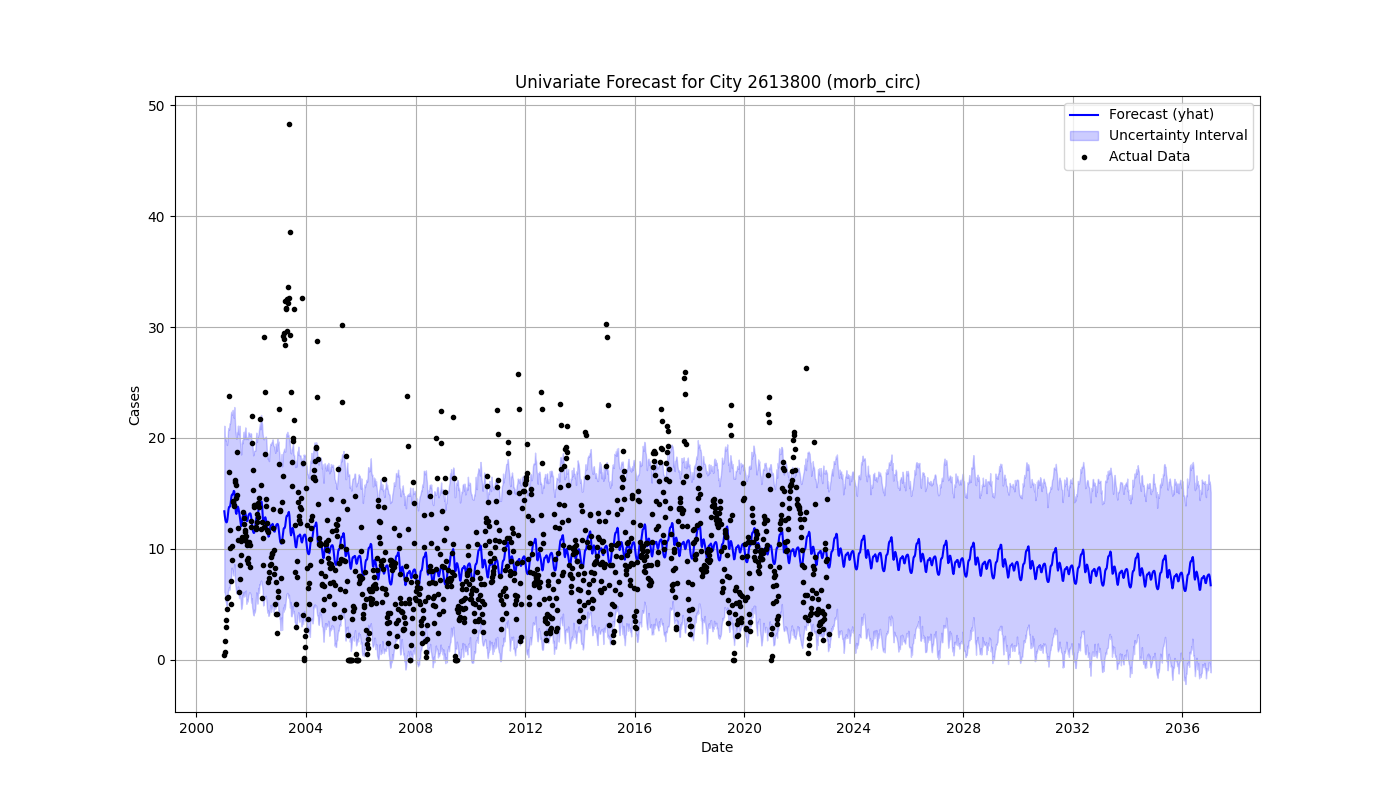 Univariate Forecast for City 2613800 (morb_circ)
Forecast (yhat)
Uncertainty Interval
Actual Data
50
40
30
20
10
0
Cases
2000 2004 2008 2012 2016 2020 2024 2028 2032 2036
Date